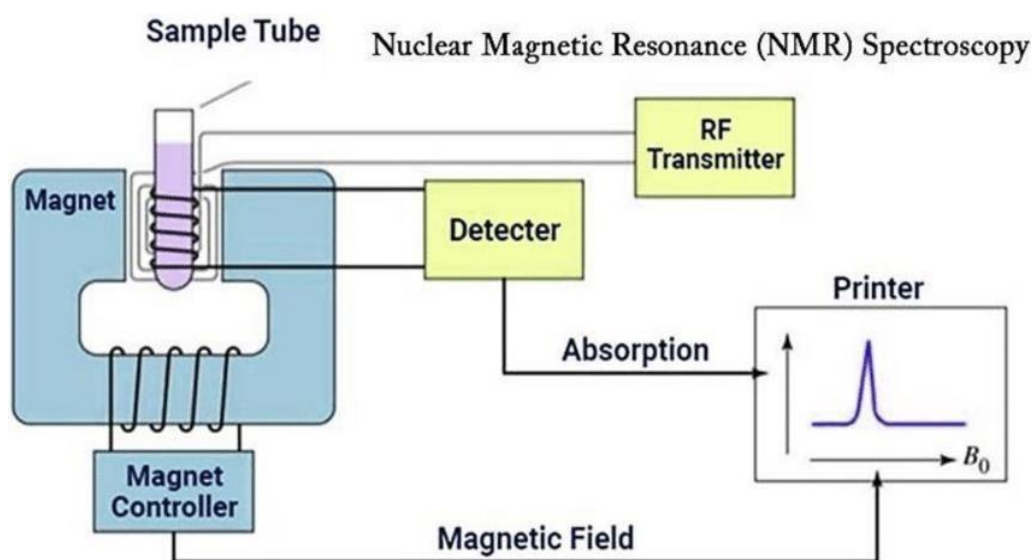 Sample Tube
Nuclear Magnetic Resonance (NMR) Spectroscopy
RF
Transmitter
Magnet
Detecter
Printer
Absorption
B₀
Magnet
Controller
Magnetic Field